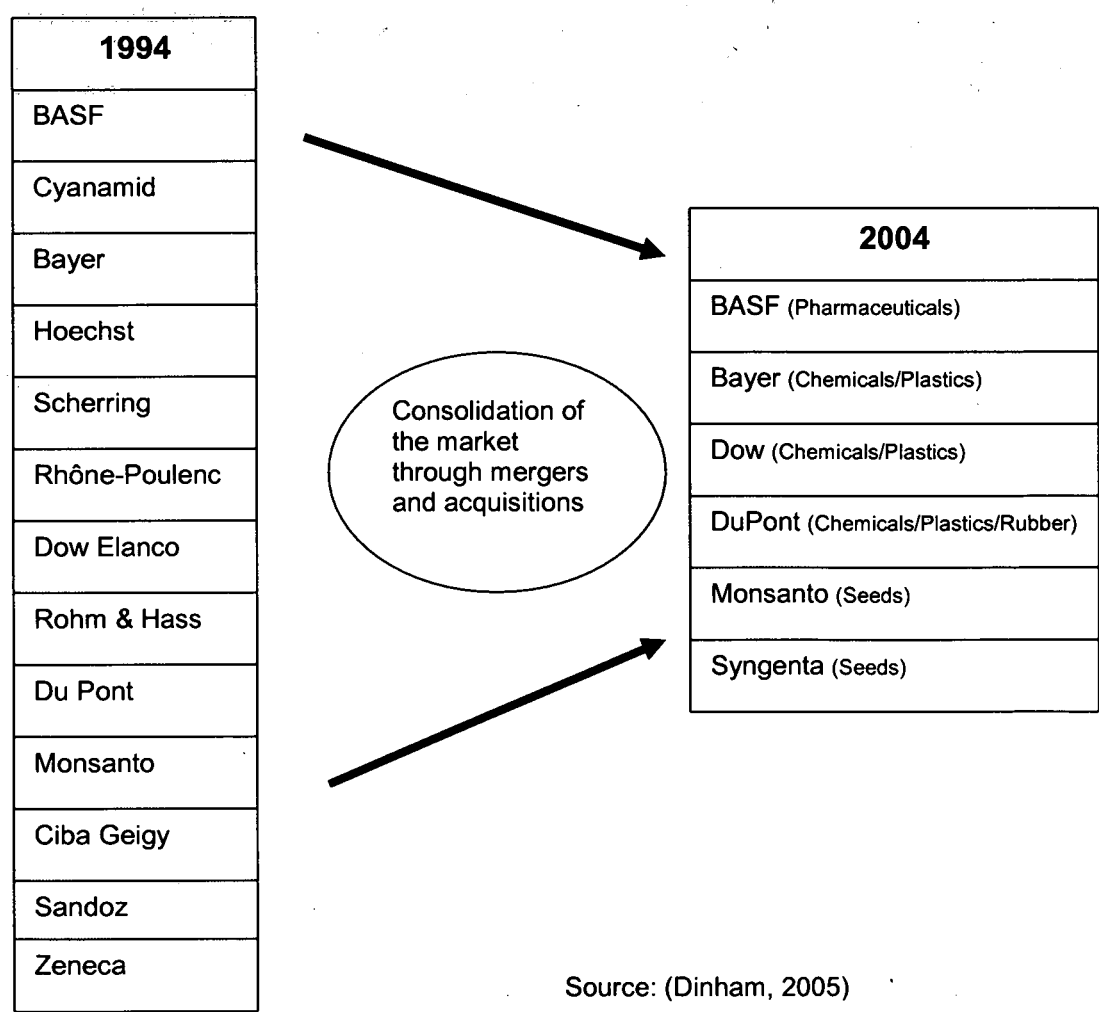 1994
BASF
Cyanamid
Bayer
Hoechst
Scherring
Rhône-Poulenc
Dow Elanco
Rohm & Hass
Du Pont
Monsanto
Ciba Geigy
Sandoz
Zeneca
Consolidation of
the market
through mergers
and acquisitions
2004
BASF (Pharmaceuticals)
Bayer (Chemicals/Plastics)
Dow (Chemicals/Plastics)
DuPont (Chemicals/Plastics/Rubber)
Monsanto (Seeds)
Syngenta (Seeds)
Source: (Dinham, 2005)